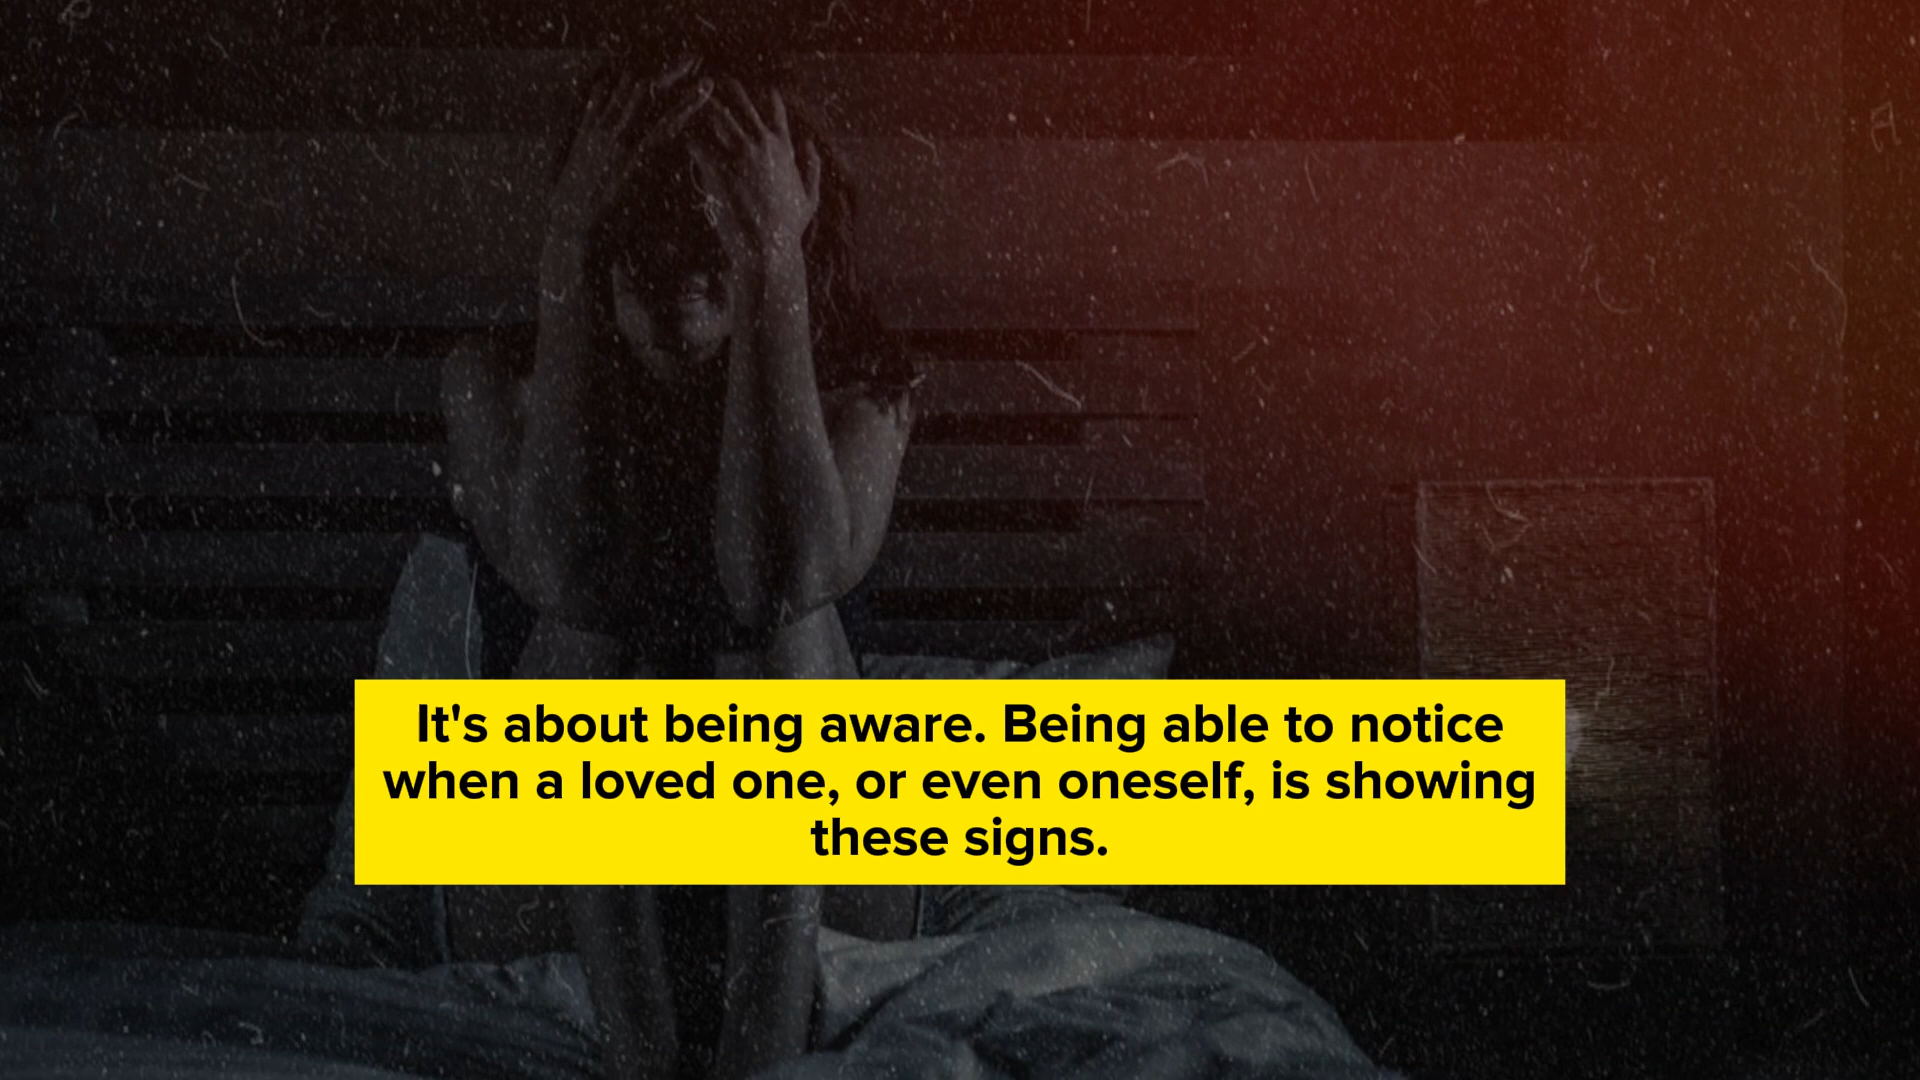 It's about being aware. Being able to notice
when a loved one, or even oneself, is showing
these signs.